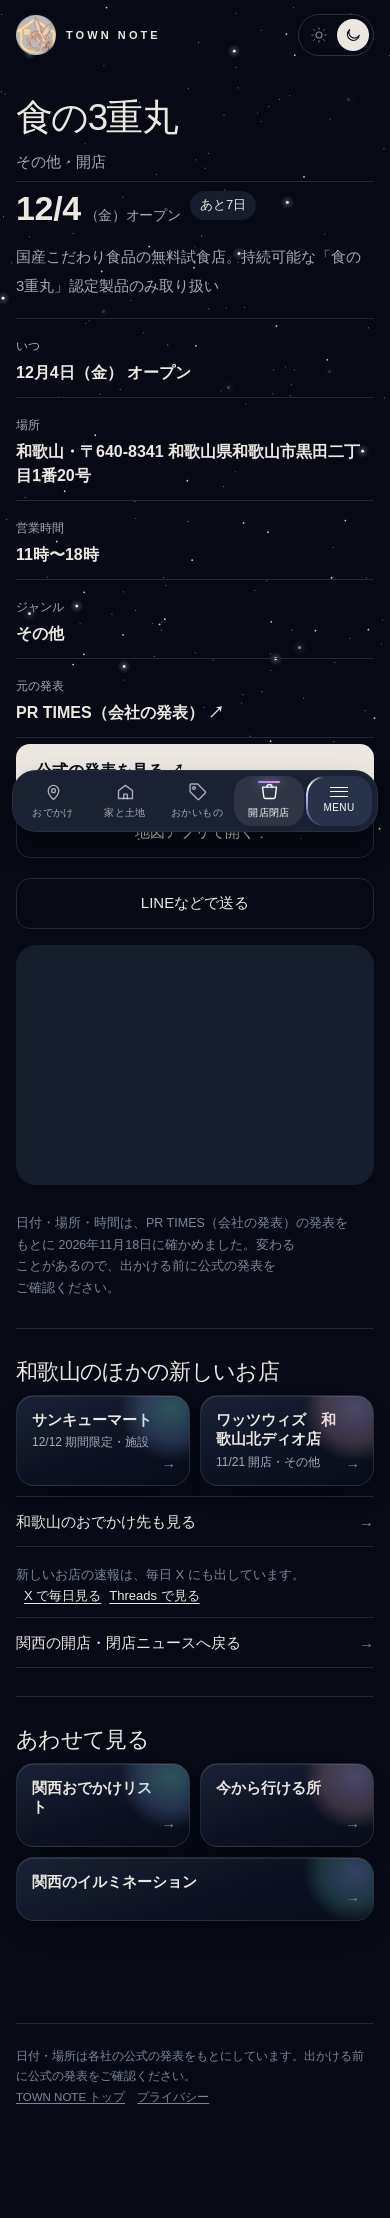 TOWN NOTE
食の3重丸
その他・開店
12/4（金）オープン あと7日
国産こだわり食品の無料試食店。持続可能な「食の
3重丸」認定製品のみ取り扱い
いつ
12月4日（金） オープン
場所
和歌山・〒640-8341 和歌山県和歌山市黒田二丁
目1番20号
営業時間
11時〜18時
ジャンル
その他
元の発表
PR TIMES（会社の発表） ↗
公式の発表を見る ↗
おでかけ 家と土地 おかいもの 開店閉店 MENU
地図アプリで開く
LINEなどで送る
日付・場所・時間は、PR TIMES（会社の発表）の発表を
もとに 2026年11月18日に確かめました。変わる
ことがあるので、出かける前に公式の発表を
ご確認ください。
和歌山のほかの新しいお店
サンキューマート
12/12 期間限定・施設
→
ワッツウィズ　和
歌山北ディオ店
11/21 開店・その他
→
和歌山のおでかけ先も見る →
新しいお店の速報は、毎日 X にも出しています。
X で毎日見る Threads で見る
関西の開店・閉店ニュースへ戻る →
あわせて見る
関西おでかけリス
ト
→
今から行ける所
→
関西のイルミネーション
→
日付・場所は各社の公式の発表をもとにしています。出かける前
に公式の発表をご確認ください。
TOWN NOTE トップ プライバシー